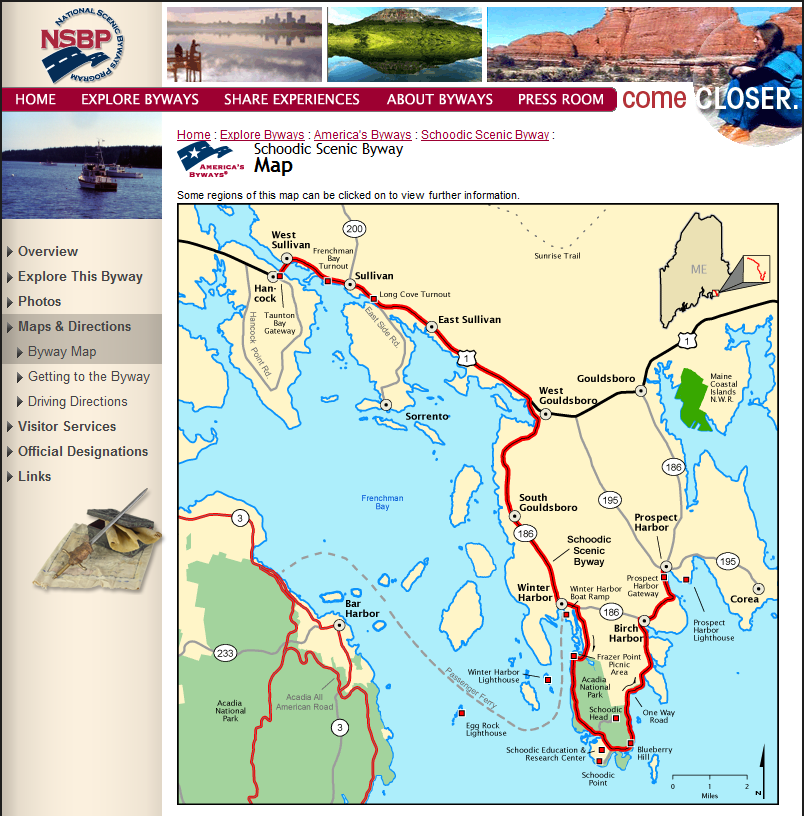 NATIONAL SCENIC BYWAYS PROGRAM
NSBP
HOME
EXPLORE BYWAYS
SHARE EXPERIENCES
ABOUT BYWAYS
PRESS ROOM
come CLOSER.
Home : Explore Byways : America's Byways : Schoodic Scenic Byway :
AMERICA'S
BYWAYS®
Schoodic Scenic Byway
Map
Some regions of this map can be clicked on to view further information.
Overview
Explore This Byway
Photos
Maps & Directions
Byway Map
Getting to the Byway
Driving Directions
Visitor Services
Official Designations
Links
200
West
Sullivan
Frenchman
Bay
Turnout
Sullivan
Sunrise Trail
ME
Han-
cock
Taunton
Bay
Gateway
Long Cove Turnout
Hancock Point Rd.
East Side Rd.
East Sullivan
1
1
Sorrento
West
Gouldsboro
Gouldsboro
Maine
Coastal
Islands
N.W.R.
186
195
Frenchman
Bay
South
Gouldsboro
186
Schoodic
Scenic
Byway
Prospect
Harbor
195
3
Prospect
Harbor
Gateway
Corea
Winter
Harbor
Winter Harbor
Boat Ramp
186
Birch
Harbor
Prospect
Harbor
Lighthouse
Bar
Harbor
233
Frazer Point
Picnic
Area
Winter Harbor
Lighthouse
Acadia
National
Park
Passenger Ferry
Acadia
National
Park
Acadia All
American Road
3
Egg Rock
Lighthouse
Schoodic
Head
One Way
Road
Schoodic Education &
Research Center
Blueberry
Hill
Schoodic
Point
0 1 2
Miles
N